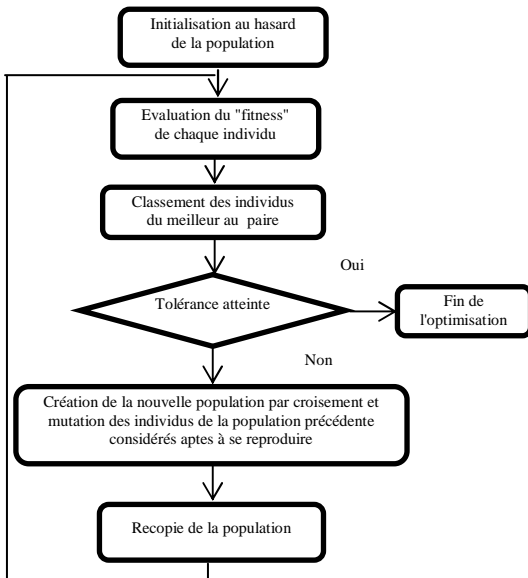 Initialisation au hasard
de la population
Evaluation du "fitness"
de chaque individu
Classement des individus
du meilleur au paire
Oui
Tolérance atteinte
Fin de
l'optimisation
Non
Création de la nouvelle population par croisement et
mutation des individus de la population précédente
considérés aptes à se reproduire
Recopie de la population